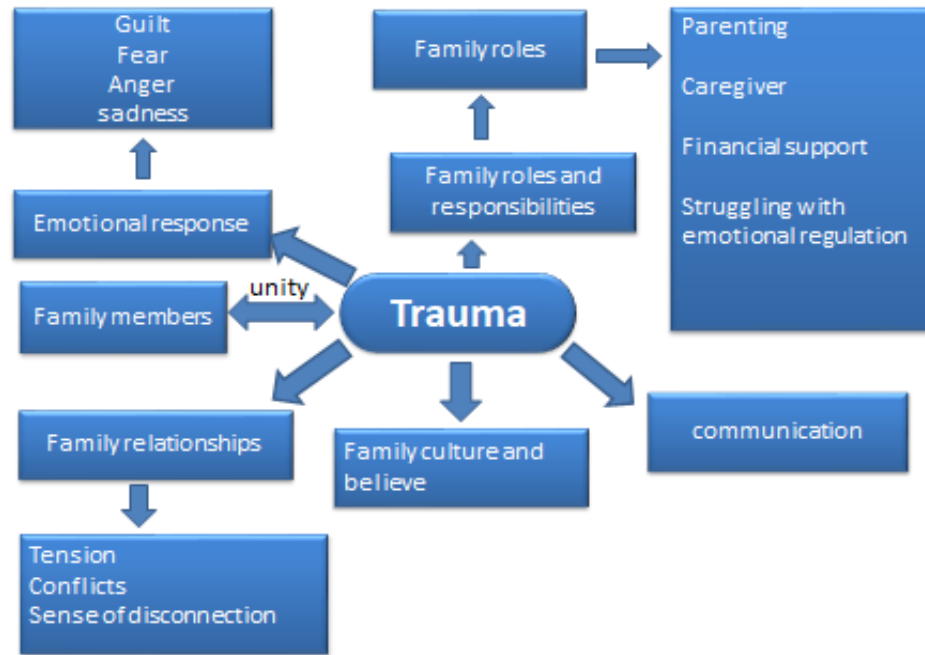 Guilt
Fear
Anger
sadness
Family roles
Parenting
Caregiver
Financial support
Struggling with
emotional regulation
Family roles and
responsibilities
Emotional response
unity
Family members
Trauma
Family relationships
Family culture and
believe
communication
Tension
Conflicts
Sense of disconnection